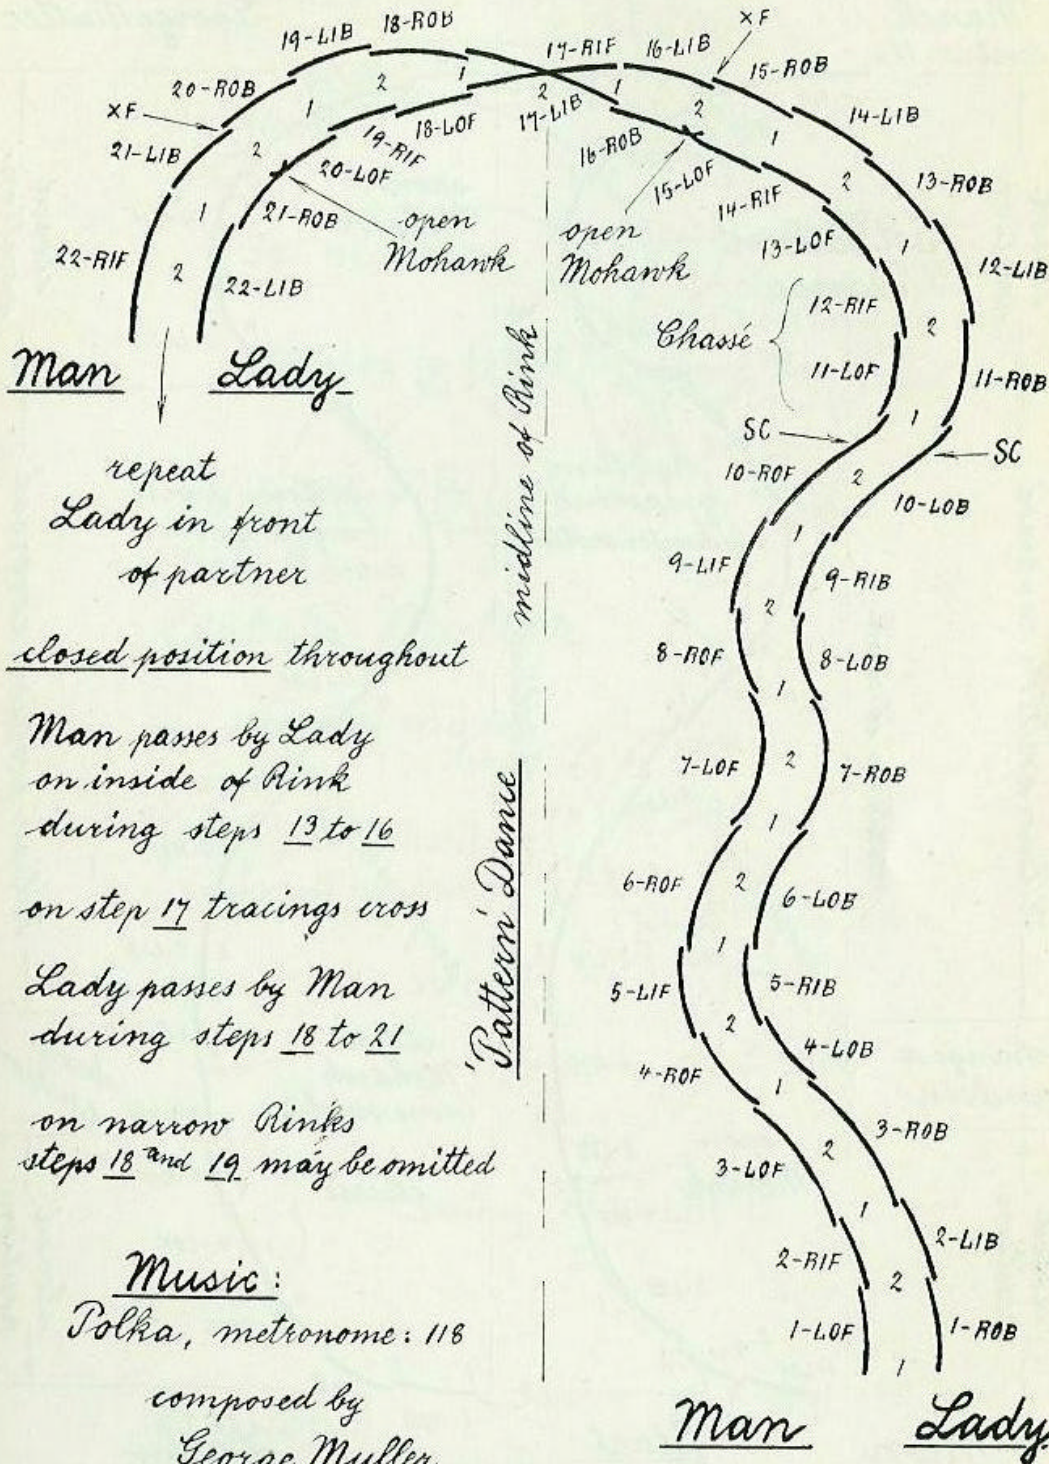 19-LIB
18-ROB
17-RIF
16-LIB
XF
20-ROB
2
1
2
15-ROB
XF
1
18-LOF
17-LIB
1
2
14-LIB
21-LIB
2
19-RIF
16-ROB
1
20-LOF
15-LOF
2
13-ROB
1
21-ROB
open
Mohawk
open
Mohawk
14-RIF
13-LOF
1
22-RIF
2
22-LIB
12-RIF
12-LIB
Chassé
2
11-LOF
11-ROB
Man
Lady
1
SC
SC
10-ROF
2
10-LOB
repeat
Lady in front
of partner
midline of Rink
1
9-LIF
9-RIB
2
closed position throughout
8-ROF
8-LOB
1
Man passes by Lady
on inside of Rink
during steps 13 to 16
7-LOF
2
7-ROB
1
on step 17 tracings cross
'Pattern' Dance
6-ROF
2
6-LOB
1
Lady passes by Man
during steps 18 to 21
5-LIF
5-RIB
2
4-LOB
4-ROF
1
on narrow Rinks
steps 18 and 19 may be omitted
3-ROB
3-LOF
2
1
2-LIB
2-RIF
2
Music:
Polka, metronome: 118
1-LOF
1-ROB
1
composed by
George Muller
Man
Lady